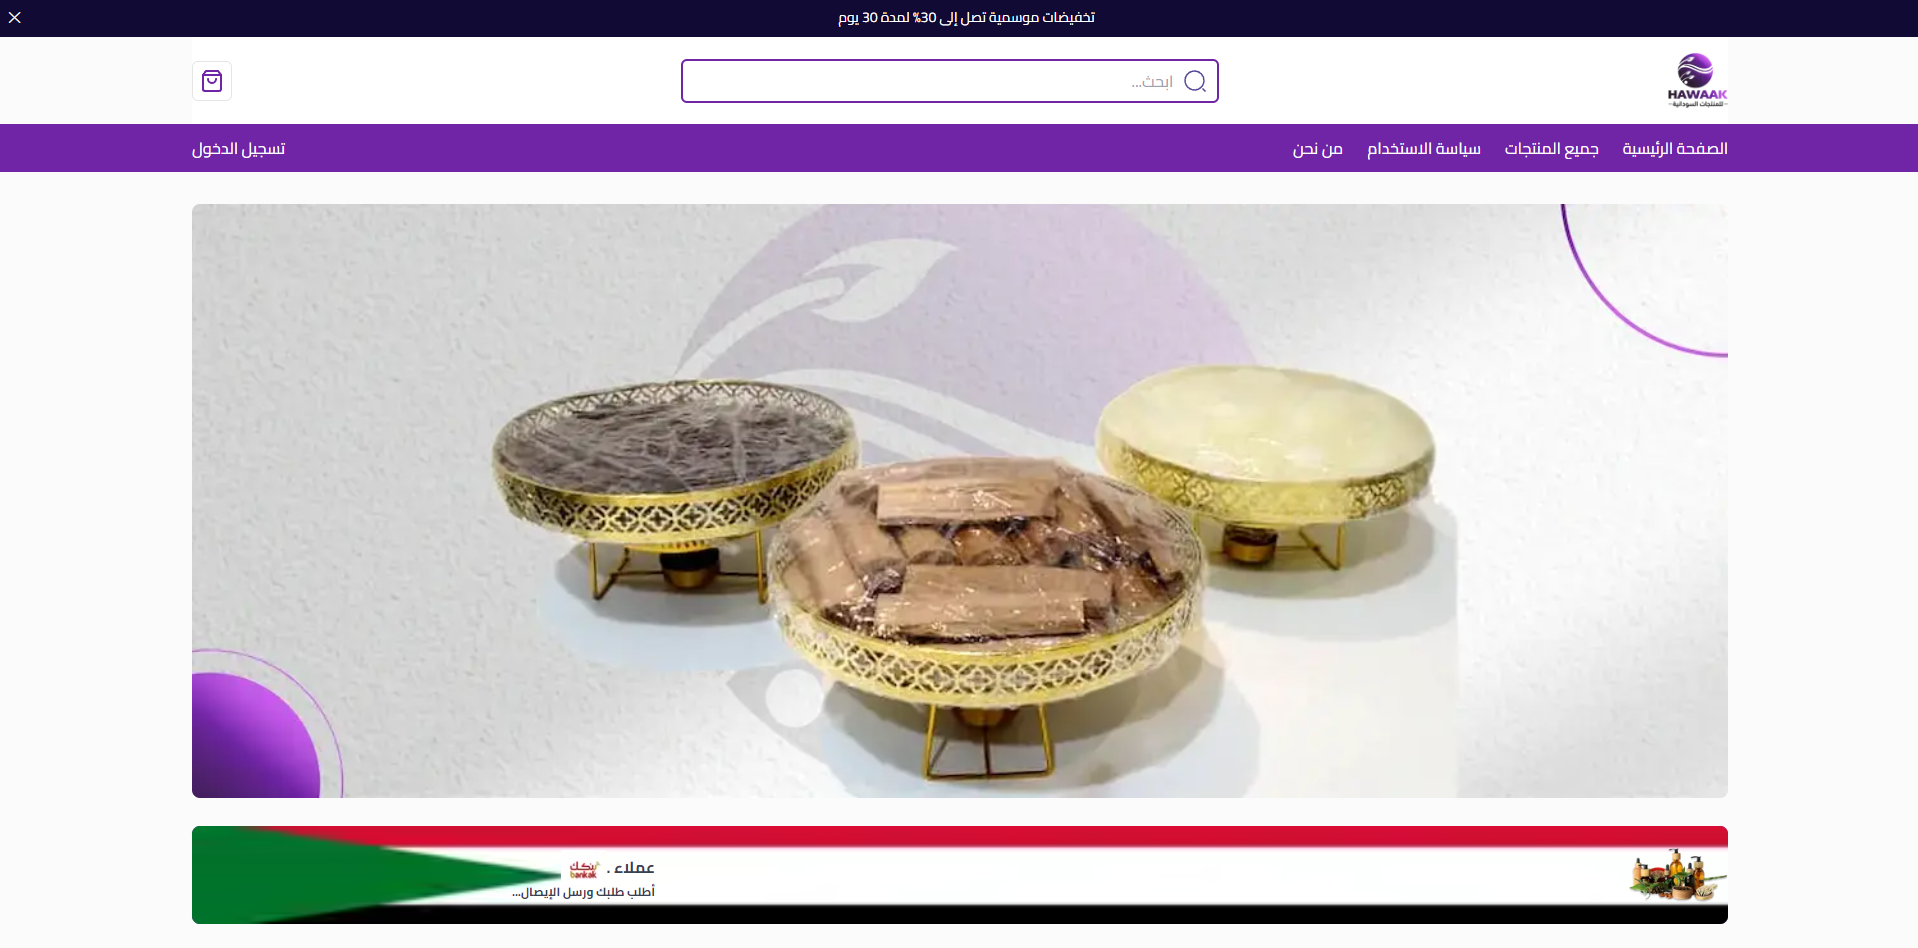 تخفيضات موسمية تصل إلى 30% لمدة 30 يوم
HAWAAK
للمنتجات السودانية
ابحث...
الصفحة الرئيسية
جميع المنتجات
سياسة الاستخدام
من نحن
تسجيل الدخول
عملاء .
بنكك
bankak
أطلب طلبك ورسل الإيصال...